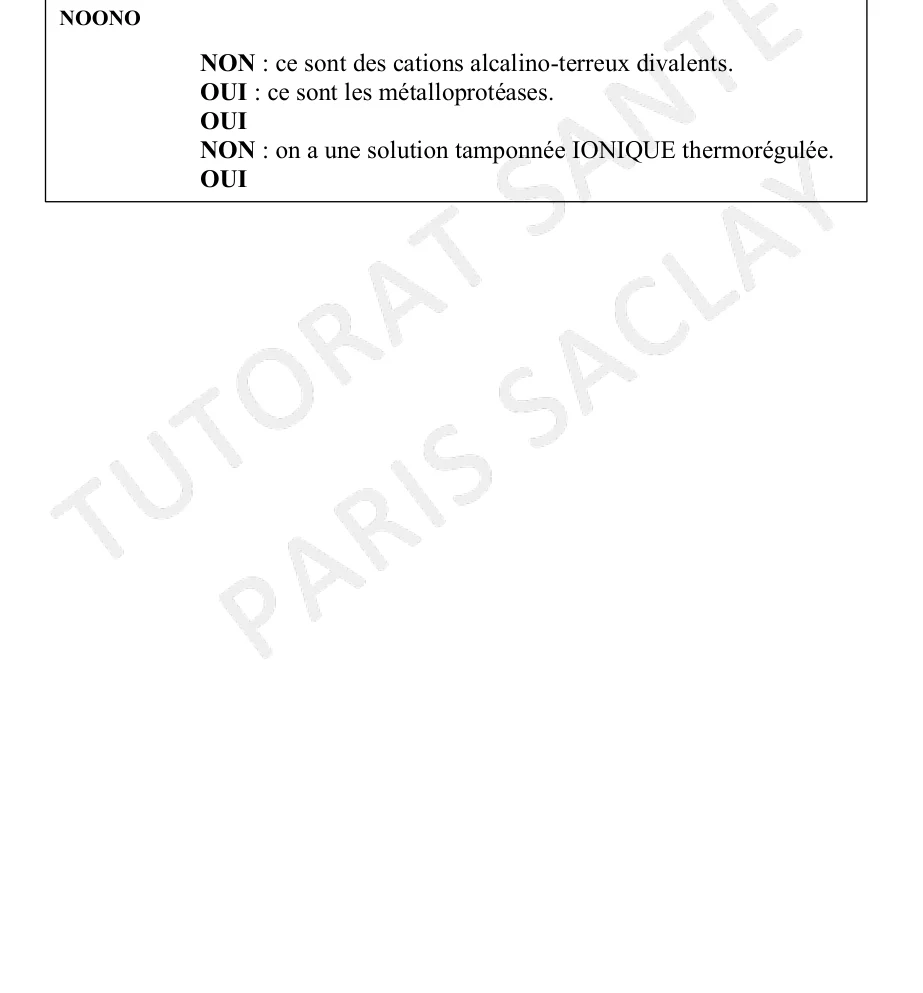 NOONO
NON : ce sont des cations alcalino-terreux divalents.
OUI : ce sont les métalloprotéases.
OUI
NON : on a une solution tamponnée IONIQUE thermorégulée.
OUI
TUTORAT SANTE
PARIS SACLAY